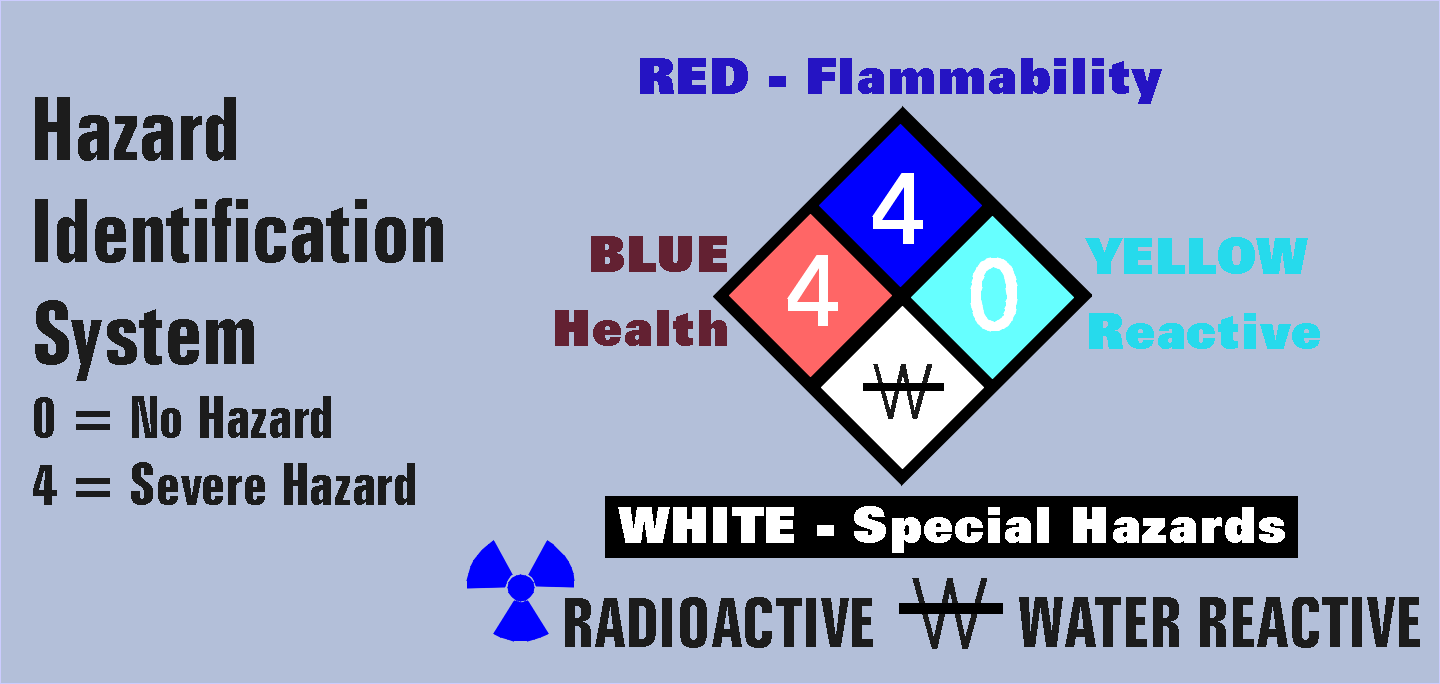 Hazard
Identification
System
0 = No Hazard
4 = Severe Hazard
RED - Flammability
4
BLUE
Health
4
0
YELLOW
Reactive
W
WHITE - Special Hazards
RADIOACTIVE
W WATER REACTIVE